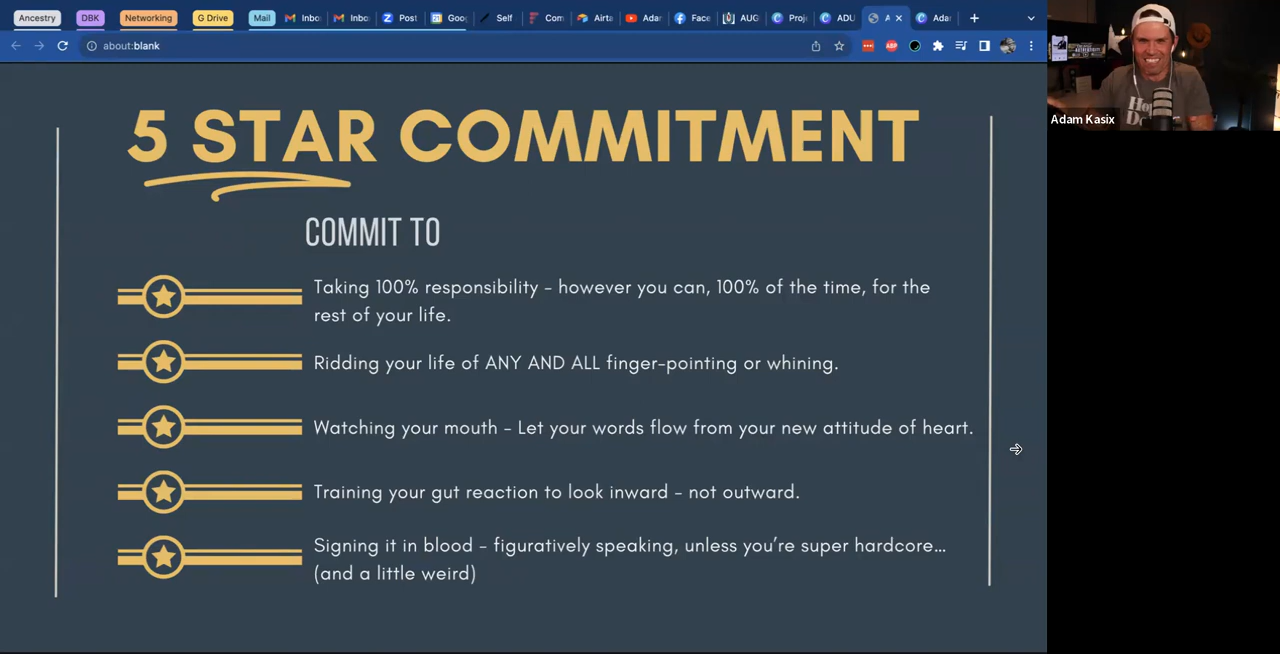 Ancestry DBK Networking G Drive Mail Inbo Inbo Post Goo Self Com Airta Adar Face AUG Proj ADU A Adar
about:blank
5 STAR COMMITMENT
COMMIT TO
Taking 100% responsibility - however you can, 100% of the time, for the
rest of your life.
Ridding your life of ANY AND ALL finger-pointing or whining.
Watching your mouth - Let your words flow from your new attitude of heart.
Training your gut reaction to look inward - not outward.
Signing it in blood - figuratively speaking, unless you're super hardcore...
(and a little weird)
Adam Kasix